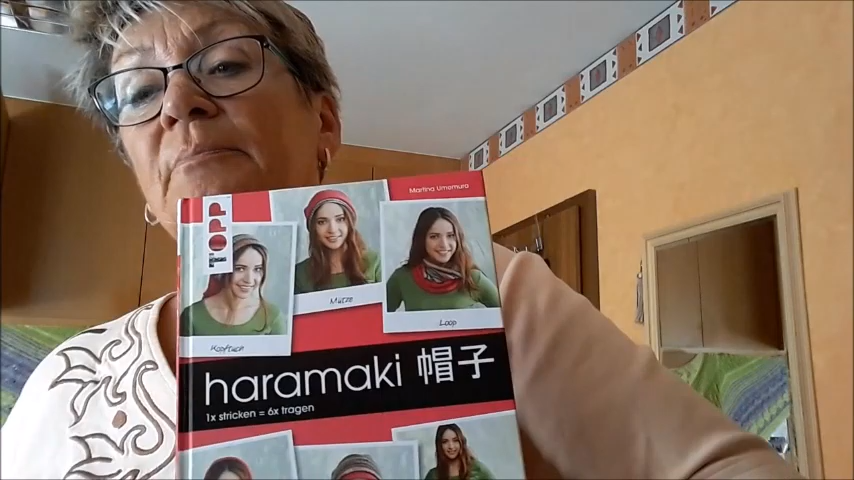 Martina Umemura
TOPP
Kopftuch
Mütze
Loop
haramaki 帽子
1x stricken = 6x tragen